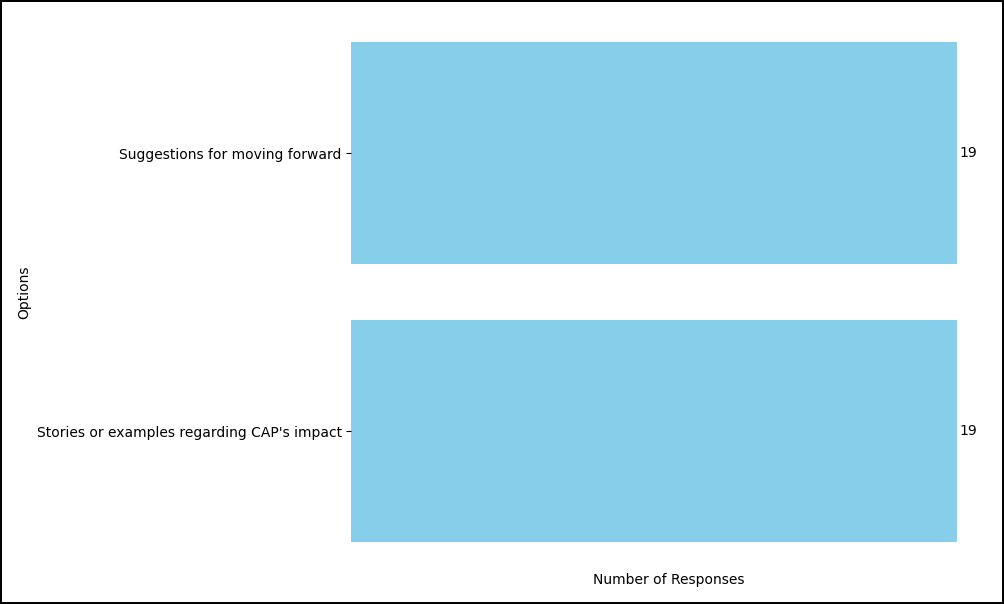 Suggestions for moving forward
19
Options
Stories or examples regarding CAP's impact
19
Number of Responses